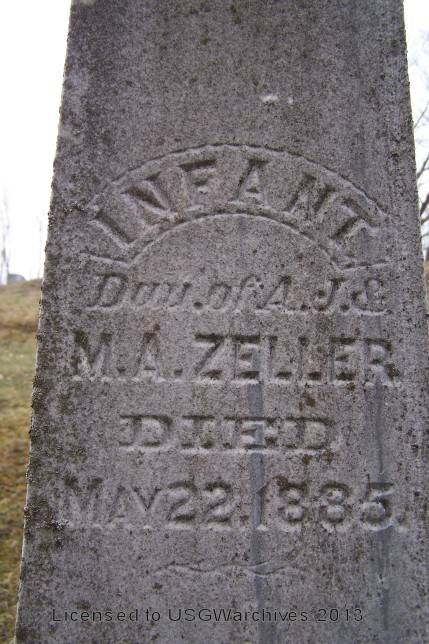 INFANT
Dau. of A. J. &
M. A. ZELLER
DIED
MAY 22. 1885.
Licensed to USGWarchives 2013